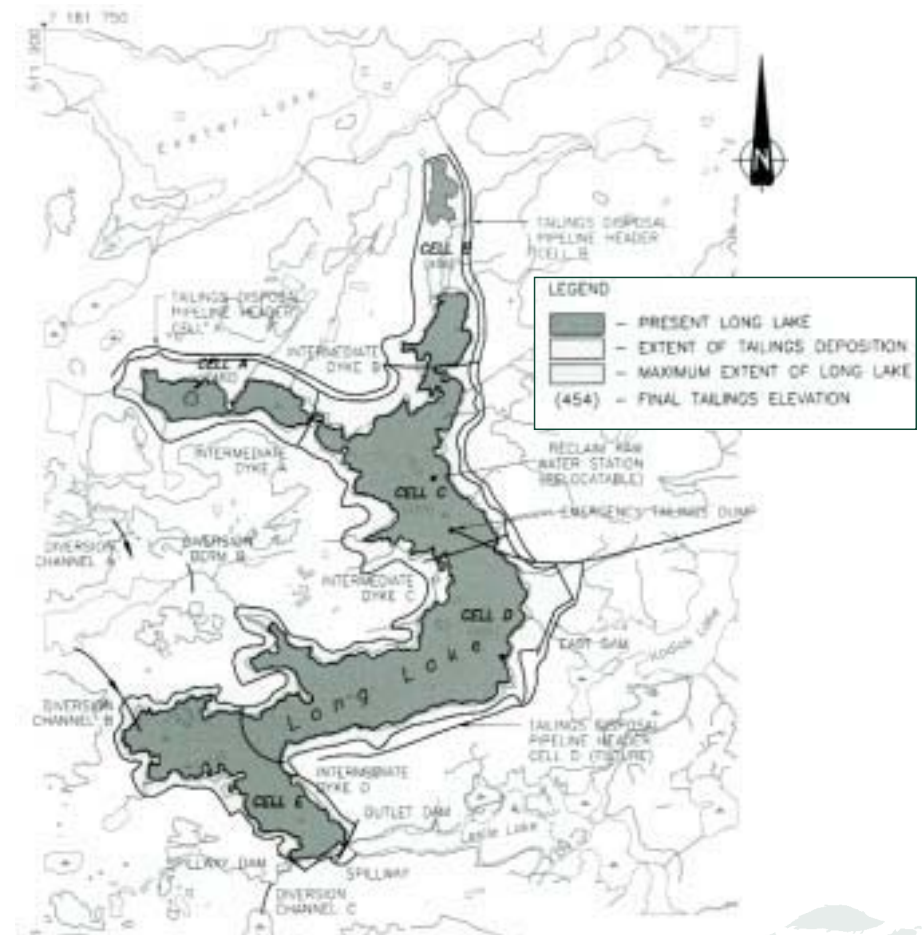 7 181 750
Exeter Lake
TAILINGS DISPOSAL
PIPELINE HEADER
CELL B
CELL B
LEGEND
– PRESENT LONG LAKE
– EXTENT OF TAILINGS DEPOSITION
– MAXIMUM EXTENT OF LONG LAKE
(454) – FINAL TAILINGS ELEVATION
N
TAILINGS DISPOSAL
PIPELINE HEADER
CELL A
INTERMEDIATE
DYKE B
CELL A
INTERMEDIATE
DYKE A
RECLAIM RAW
WATER STATION
(RELOCATABLE)
CELL C
EMERGENCY TAILINGS DUMP
DIVERSION
CHANNEL A
DIVERSION
BERM B
INTERMEDIATE
DYKE C
CELL D
EAST DAM
Kodiak Lake
Long Lake
DIVERSION
CHANNEL B
TAILINGS DISPOSAL
PIPELINE HEADER
CELL D (FUTURE)
INTERMEDIATE
DYKE D
CELL E
OUTLET DAM
Leslie Lake
SPILLWAY DAM
SPILLWAY
DIVERSION
CHANNEL C